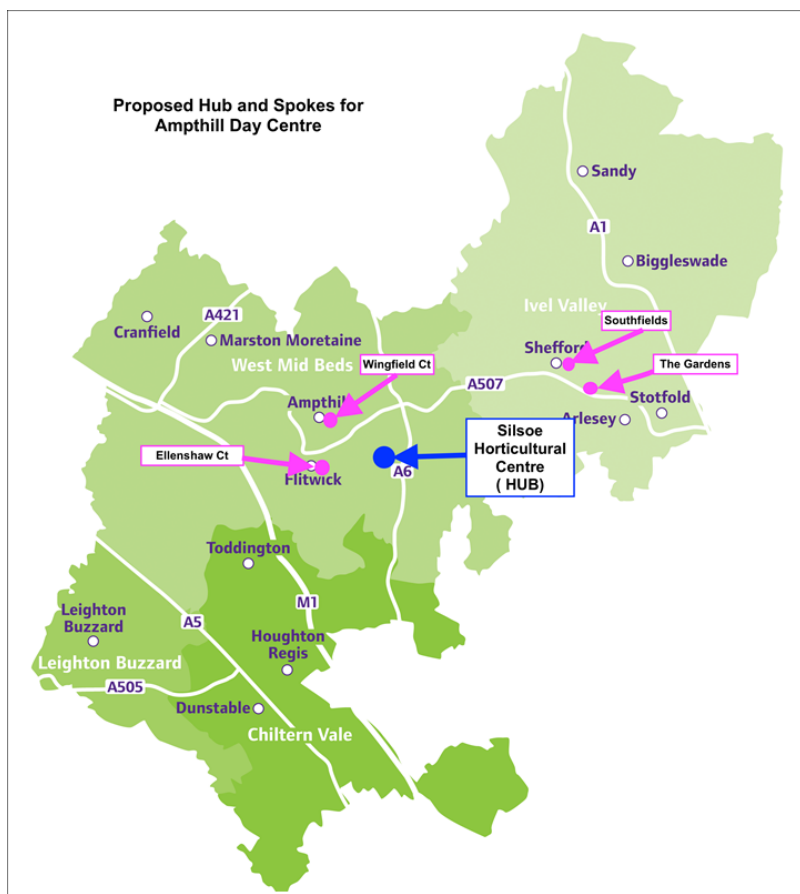 Proposed Hub and Spokes for
Ampthill Day Centre
Sandy
A1
Biggleswade
Ivel Valley
Southfields
A421
Cranfield
Marston Moretaine
Shefford
West Mid Beds
Wingfield Ct
The Gardens
A507
Ampthill
Stotfold
Arlesey
Silsoe
Horticultural
Centre
( HUB)
Ellenshaw Ct
A6
Flitwick
Toddington
M1
Leighton
Buzzard
A5
Houghton
Regis
Leighton Buzzard
A505
Dunstable
Chiltern Vale